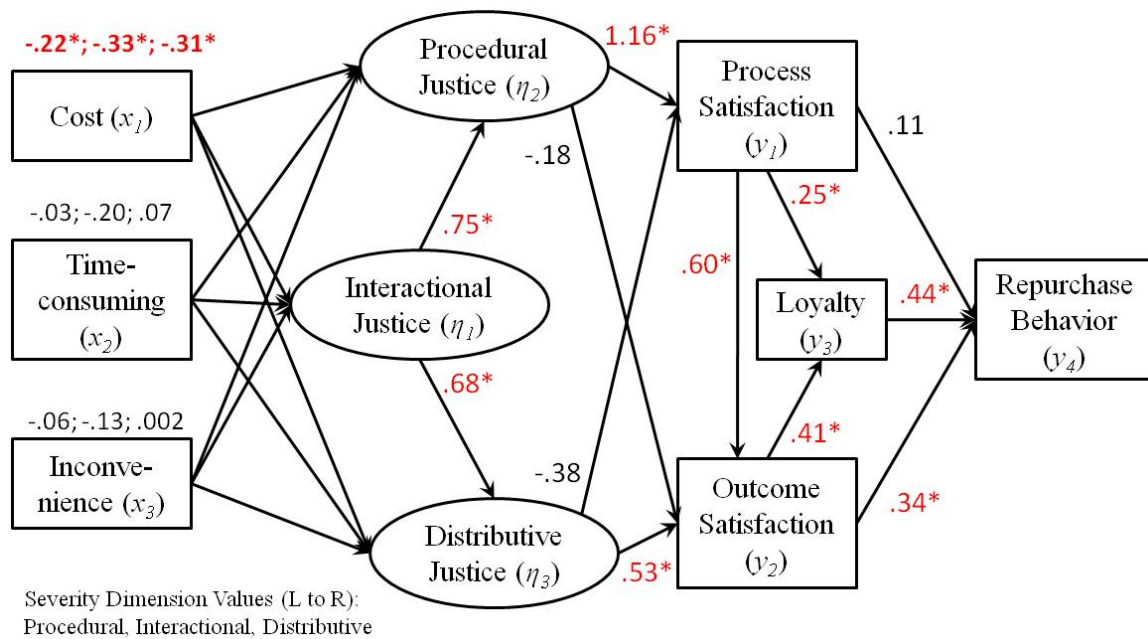 -.22*; -.33*; -.31*
Cost (x1)
-.03; -.20; .07
Time-
consuming
(x2)
-.06; -.13; .002
Inconve-
nience (x3)
Severity Dimension Values (L to R):
Procedural, Interactional, Distributive
Procedural
Justice (η2)
.75*
Interactional
Justice (η1)
.68*
Distributive
Justice (η3)
1.16*
-.18
-.38
.53*
Process
Satisfaction
(y1)
.11
.25*
.60*
Loyalty
(y3)
.44*
.41*
Outcome
Satisfaction
(y2)
.34*
Repurchase
Behavior
(y4)